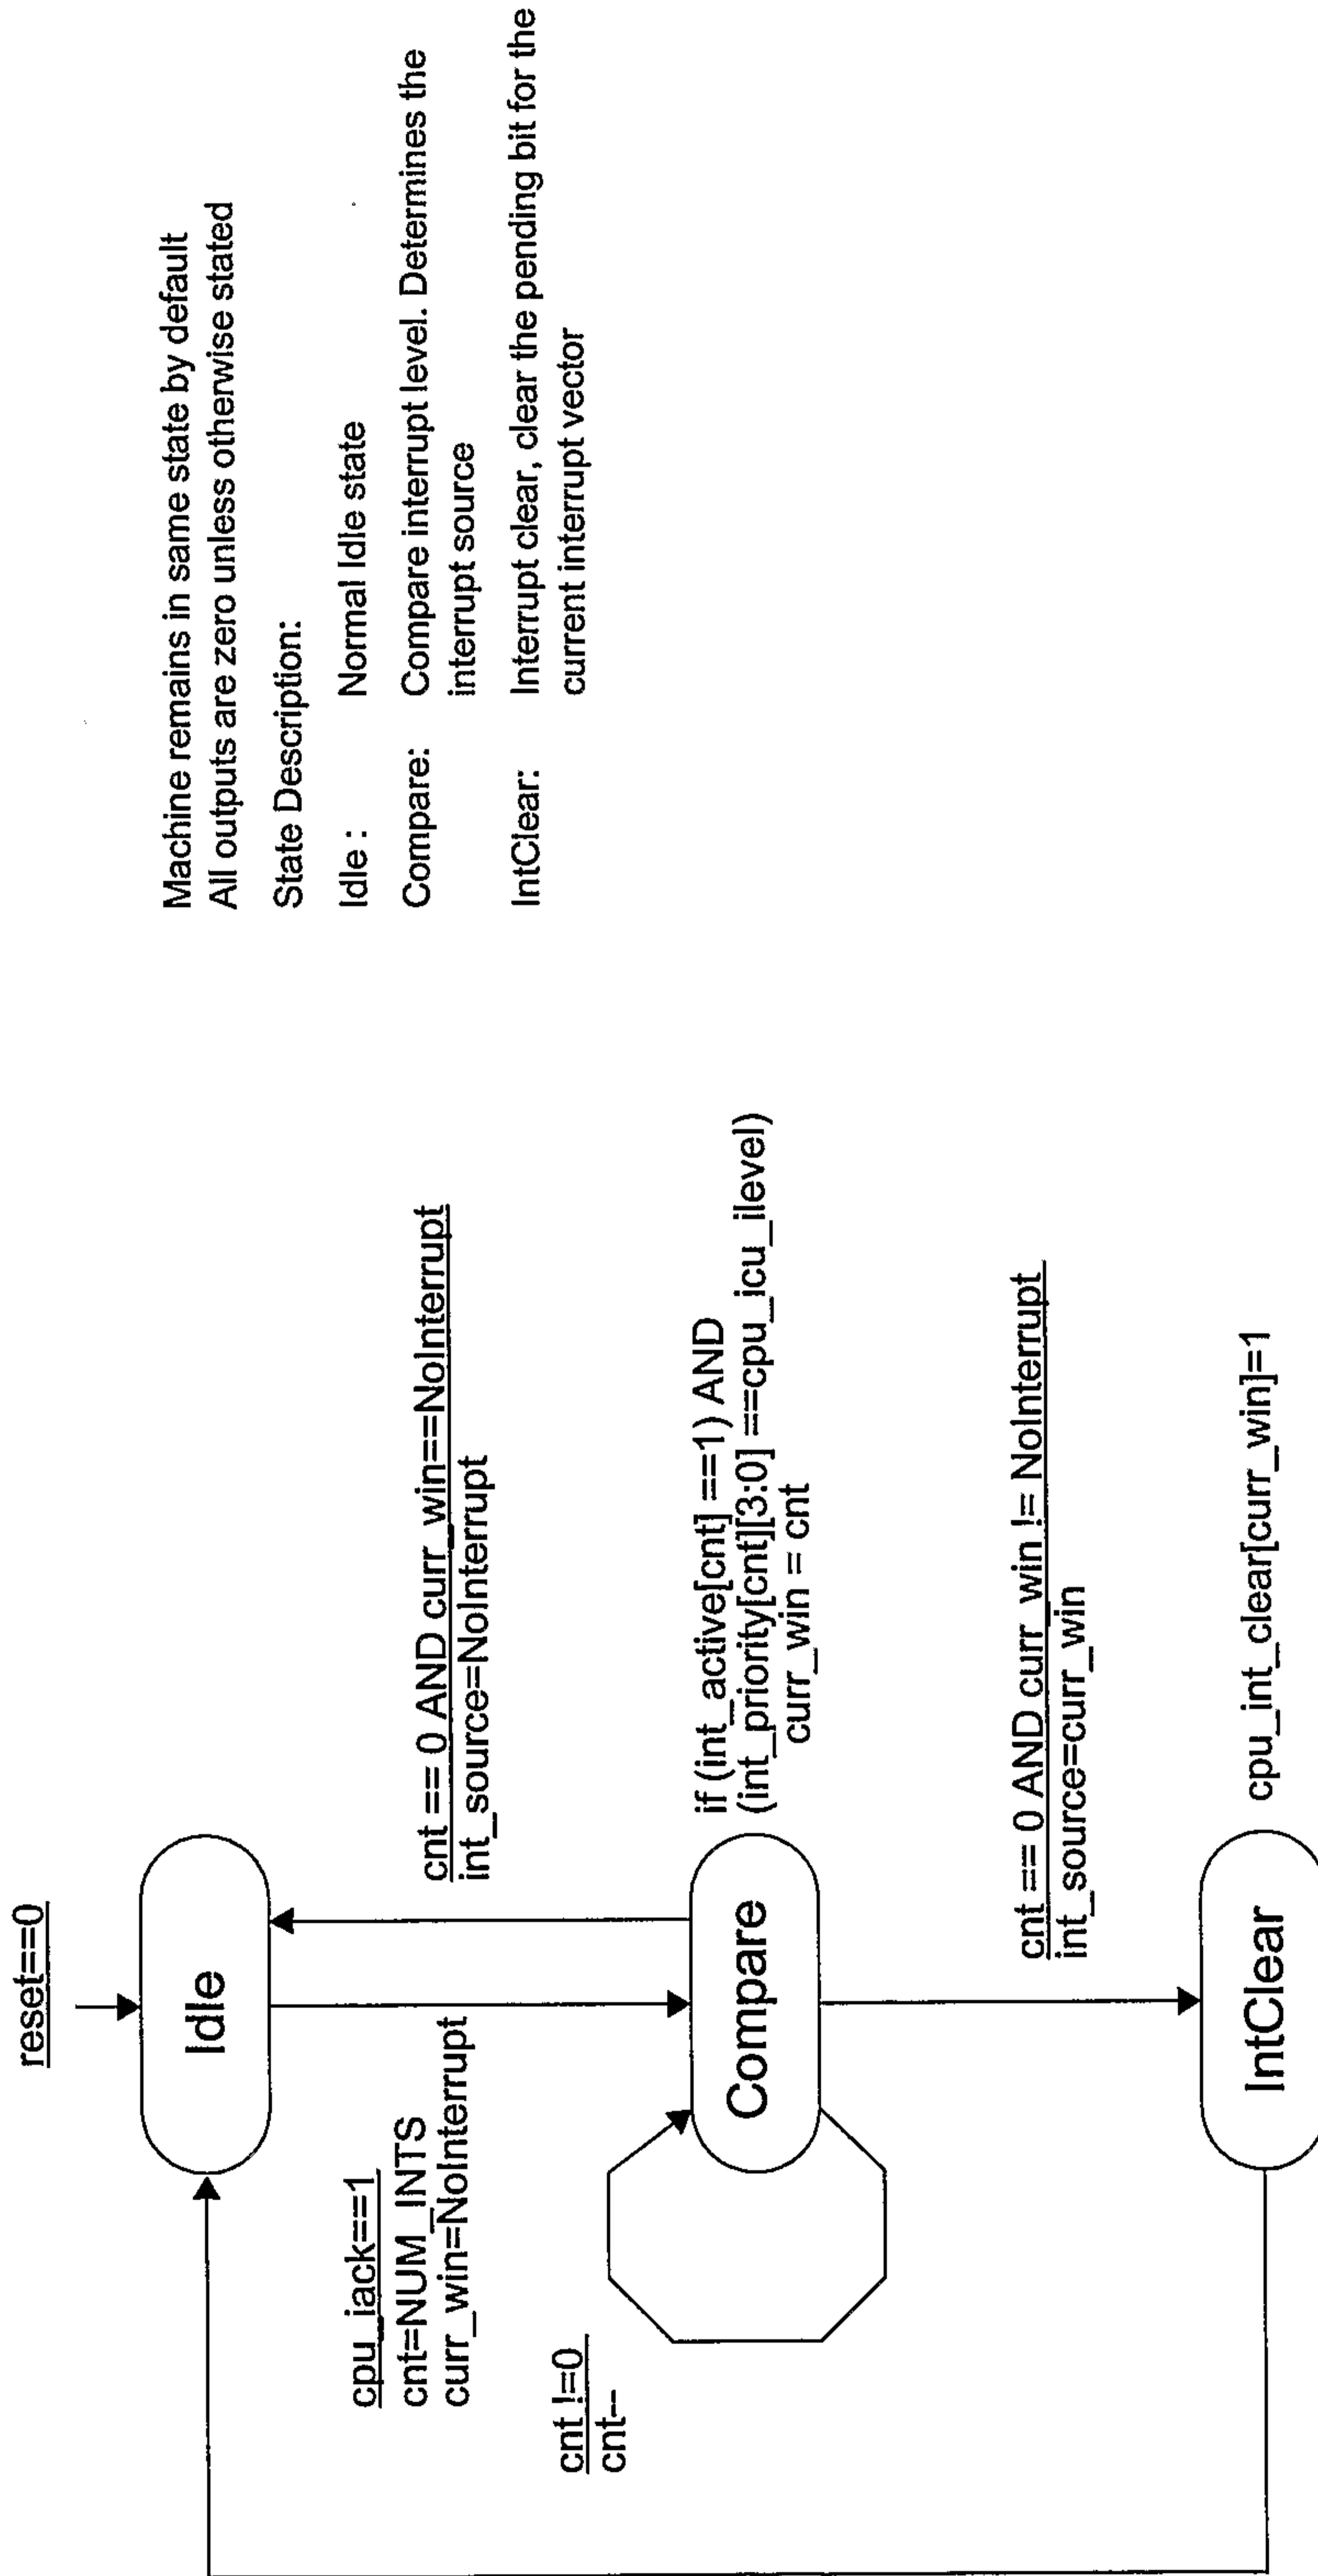 reset==0
Idle
cpu_iack==1
cnt=NUM_INTS
curr_win=NoInterrupt
cnt == 0 AND curr_win==NoInterrupt
int_source=NoInterrupt
cnt !=0
cnt--
Compare
if (int_active[cnt] ==1) AND
(int_priority[cnt][3:0] ==cpu_icu_ilevel)
curr_win = cnt
cnt == 0 AND curr_win != NoInterrupt
int_source=curr_win
IntClear
cpu_int_clear[curr_win]=1
Machine remains in same state by default
All outputs are zero unless otherwise stated
State Description:
Idle : Normal Idle state
Compare: Compare interrupt level. Determines the
interrupt source
IntClear: Interrupt clear, clear the pending bit for the
current interrupt vector